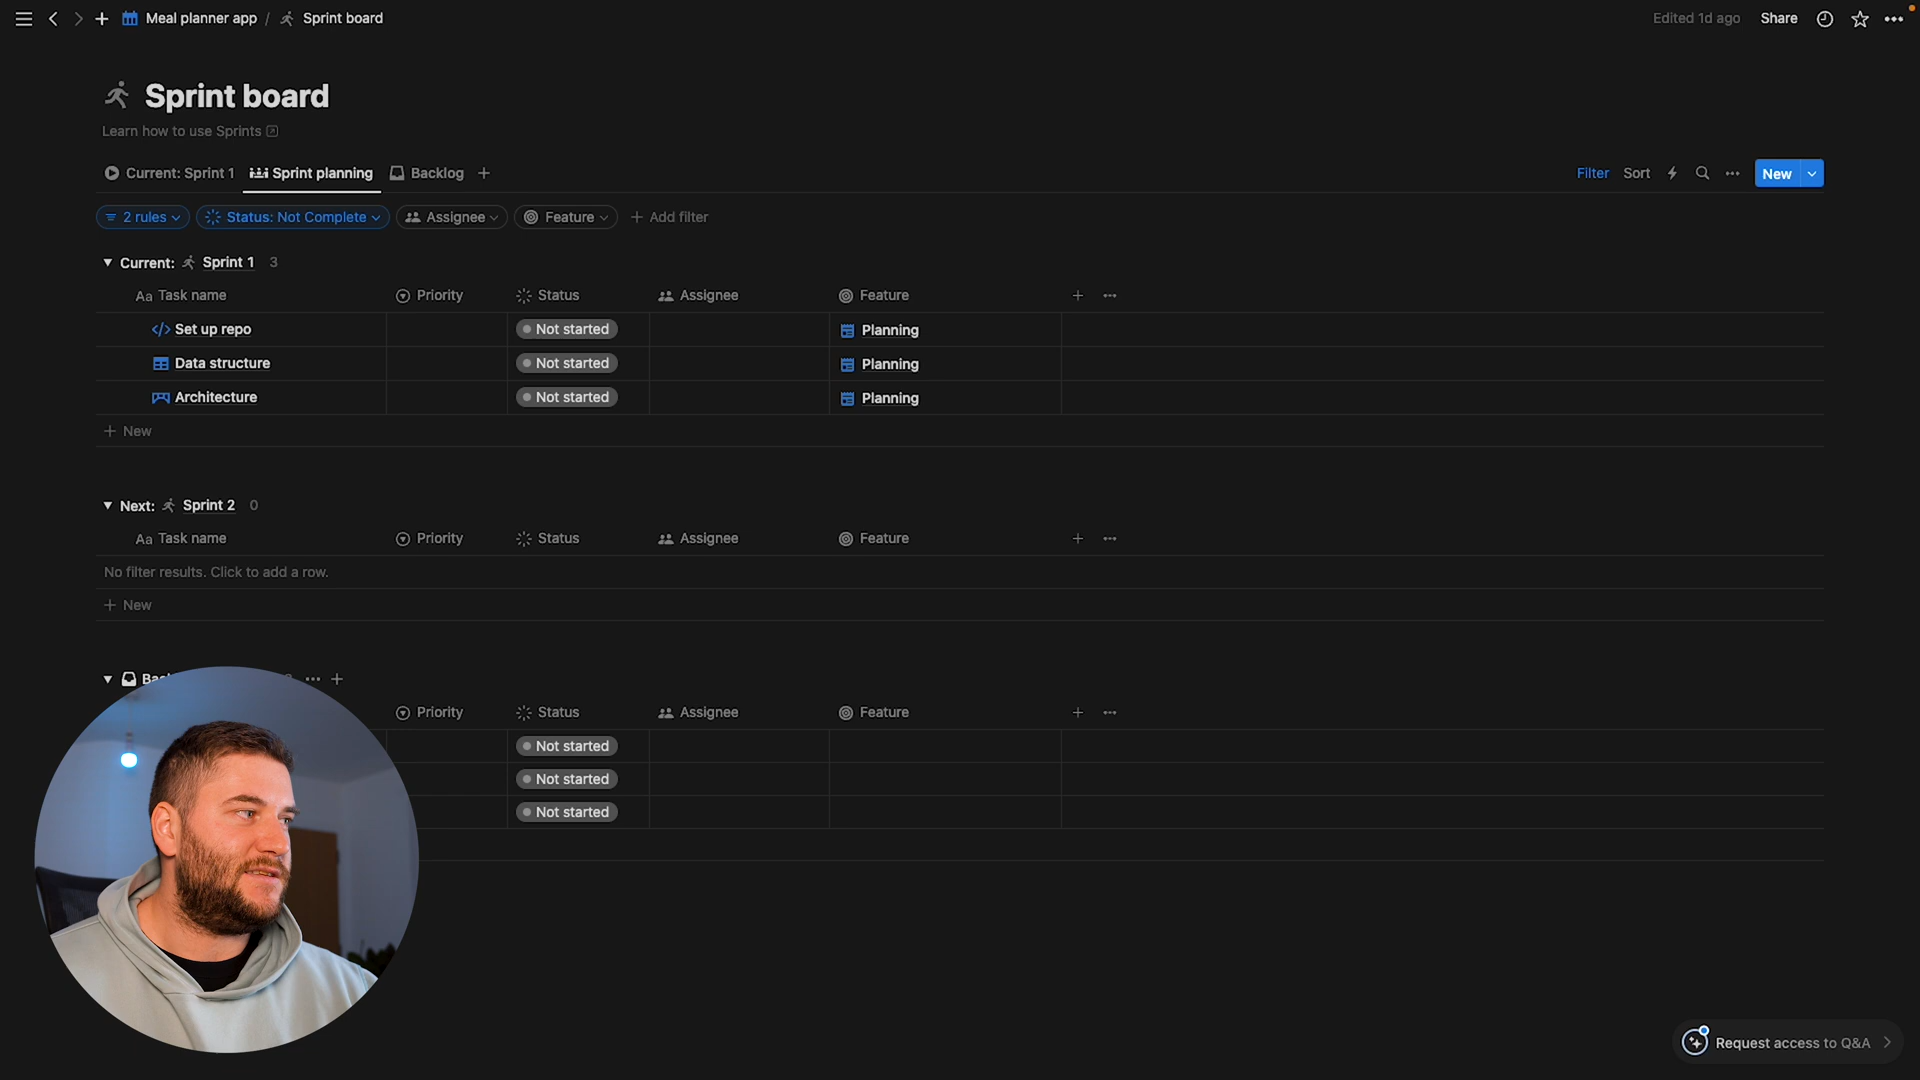 Meal planner app / Sprint board
Edited 1d ago Share
Sprint board
Learn how to use Sprints
Current: Sprint 1 Sprint planning Backlog
Filter Sort New
2 rules Status: Not Complete Assignee Feature + Add filter
Current: Sprint 1 3
Aa Task name Priority Status Assignee Feature
</> Set up repo Not started Planning
Data structure Not started Planning
Architecture Not started Planning
+ New
Next: Sprint 2 0
Aa Task name Priority Status Assignee Feature
No filter results. Click to add a row.
+ New
Priority Status Assignee Feature
Not started
Not started
Not started
Request access to Q&A